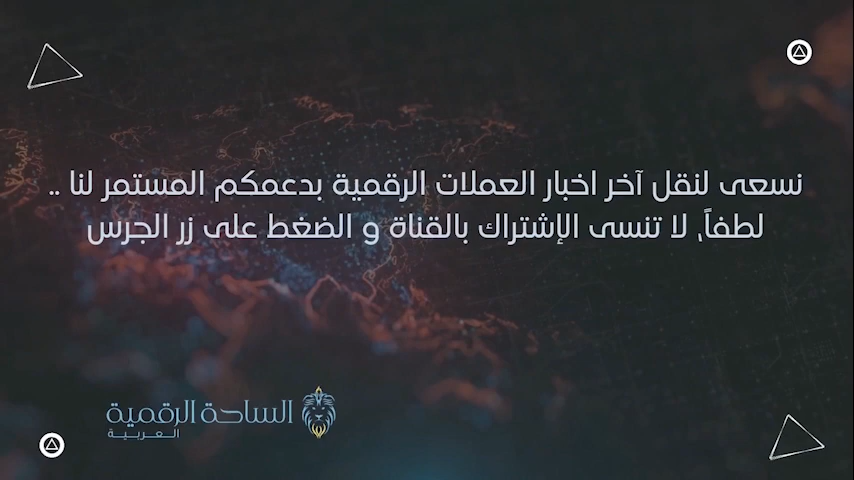 نسعى لنقل آخر اخبار العملات الرقمية بدعمكم المستمر لنا ..
لطفاً، لا تنسى الإشتراك بالقناة و الضغط على زر الجرس
الساحة الرقمية
العربية